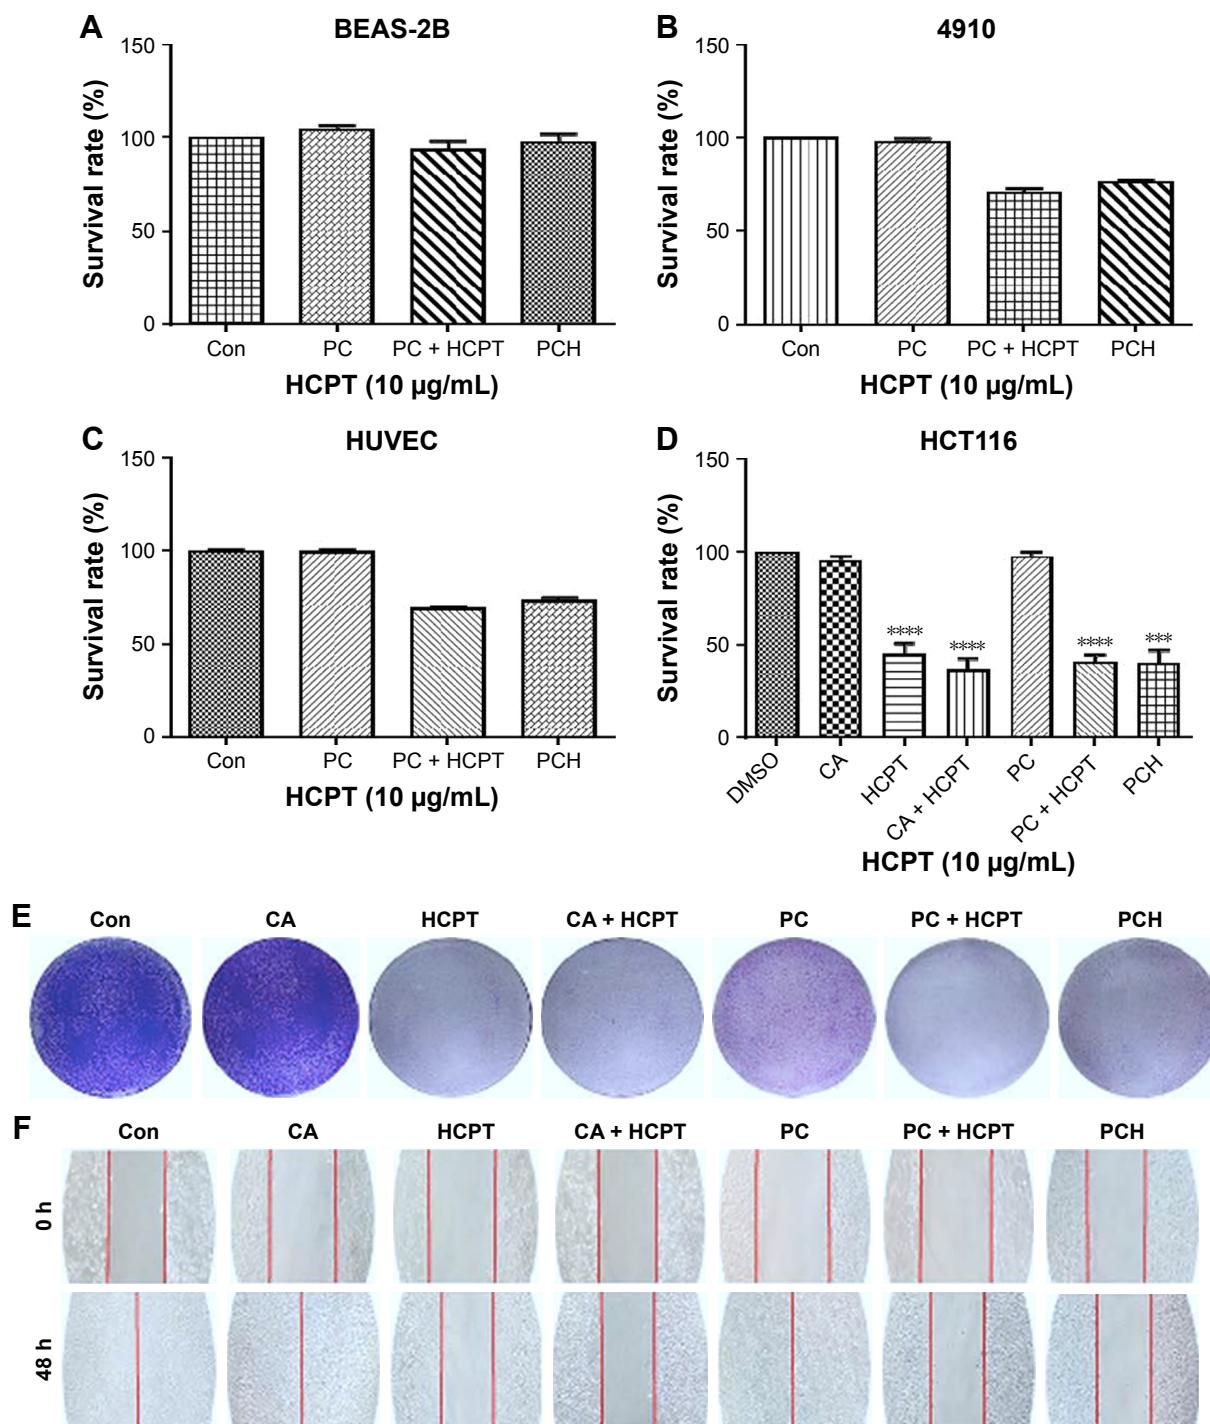 A
BEAS-2B
Survival rate (%)
150
100
50
0
Con PC PC + HCPT PCH
HCPT (10 µg/mL)
B
4910
Survival rate (%)
150
100
50
0
Con PC PC + HCPT PCH
HCPT (10 µg/mL)
C
HUVEC
Survival rate (%)
150
100
50
0
Con PC PC + HCPT PCH
HCPT (10 µg/mL)
D
HCT116
Survival rate (%)
150
100
50
0
**** **** **** ***
DMSO CA HCPT CA + HCPT PC PC + HCPT PCH
HCPT (10 µg/mL)
E
Con CA HCPT CA + HCPT PC PC + HCPT PCH
F
Con CA HCPT CA + HCPT PC PC + HCPT PCH
0 h
48 h